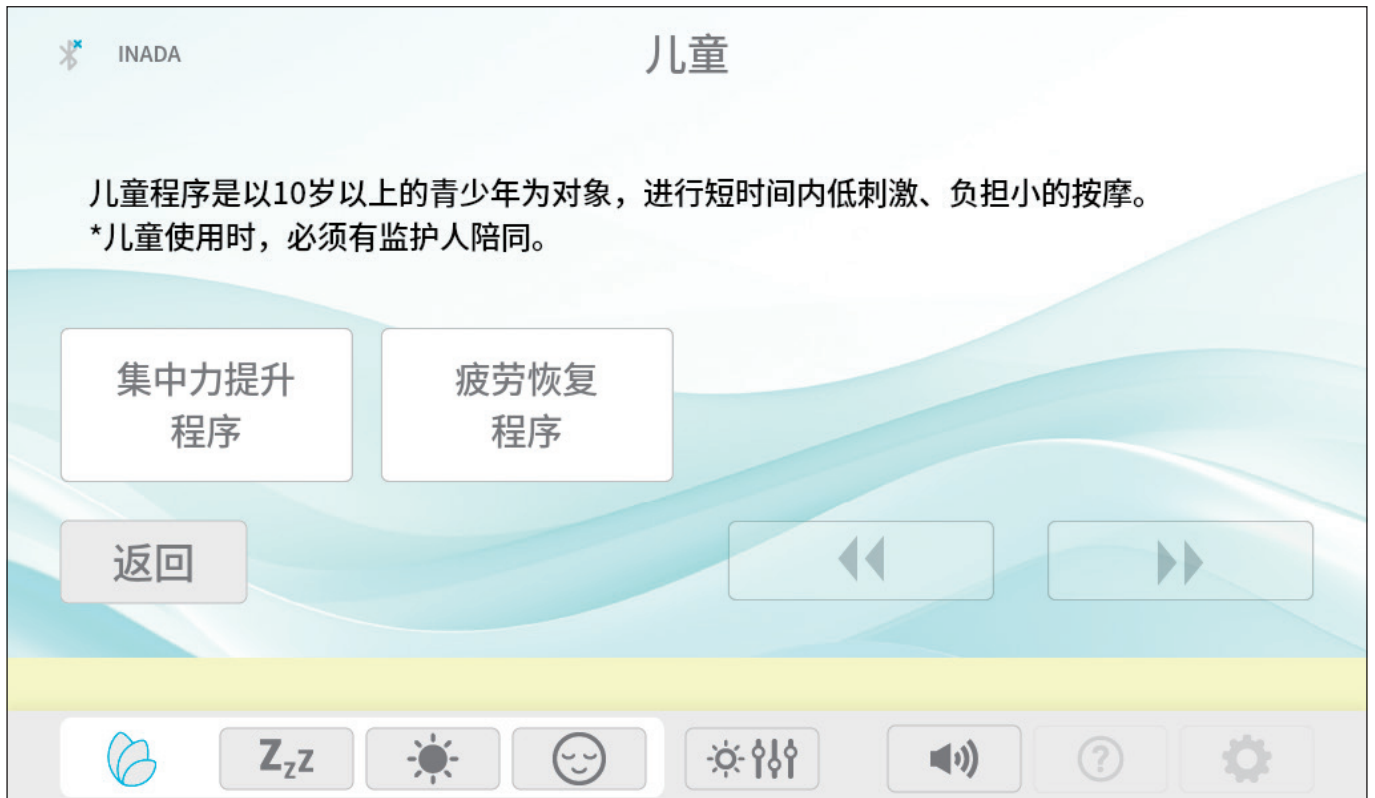 INADA
儿童
儿童程序是以10岁以上的青少年为对象，进行短时间内低刺激、负担小的按摩。
*儿童使用时，必须有监护人陪同。
集中力提升
程序
疲劳恢复
程序
返回
ZzZ
?